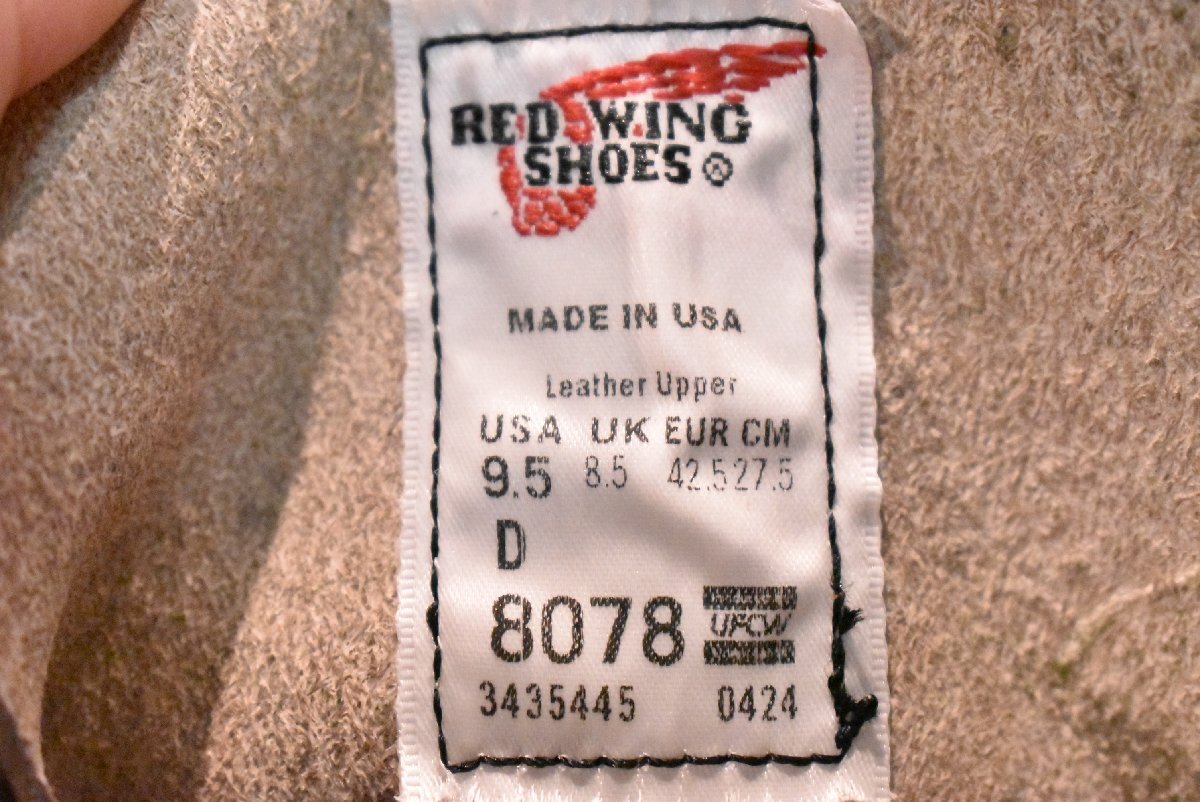 RED WING
SHOES®
MADE IN USA
Leather Upper
USA UK EUR CM
9.5 8.5 42.5 27.5
D
8078 UFCW
3435445 0424